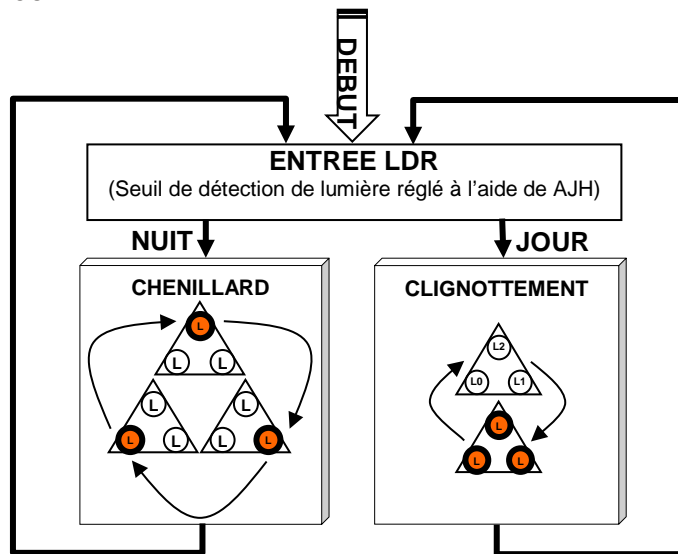 DEBUT
ENTREE LDR
(Seuil de détection de lumière réglé à l'aide de AJH)
NUIT
JOUR
CHENILLARD
L
L L
L
L L
L
L L
CLIGNOTTEMENT
L2
L0 L1
L
L L